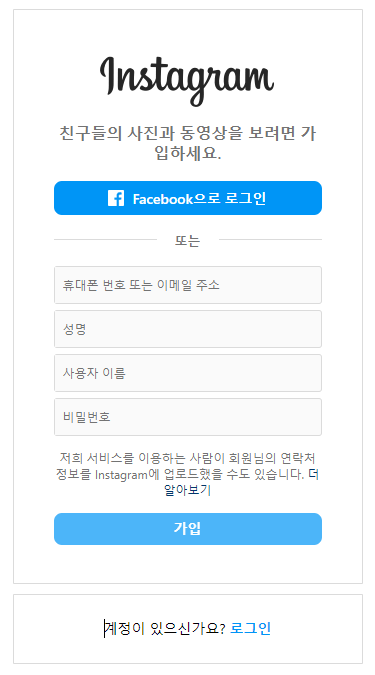 Instagram
친구들의 사진과 동영상을 보려면 가
입하세요.
Facebook으로 로그인
또는
휴대폰 번호 또는 이메일 주소
성명
사용자 이름
비밀번호
저희 서비스를 이용하는 사람이 회원님의 연락처
정보를 Instagram에 업로드했을 수도 있습니다. 더
알아보기
가입
계정이 있으신가요? 로그인